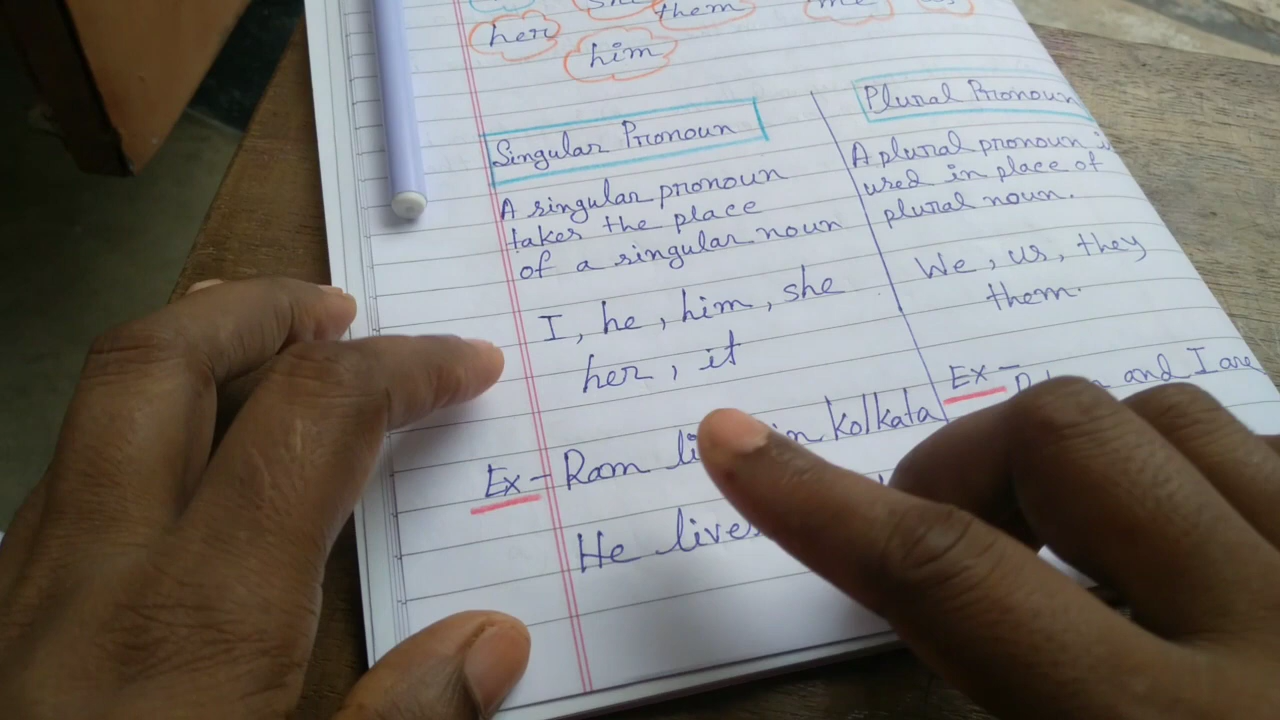 her
them
him
Singular Pronoun
A singular pronoun
takes the place
of a singular noun
I, he, him, she
her, it
Ex- Ram in Kolkata
He lives
Plural Pronoun
A plural pronoun
used in place of
plural noun.
We, us, they
them.
Ex- and I are